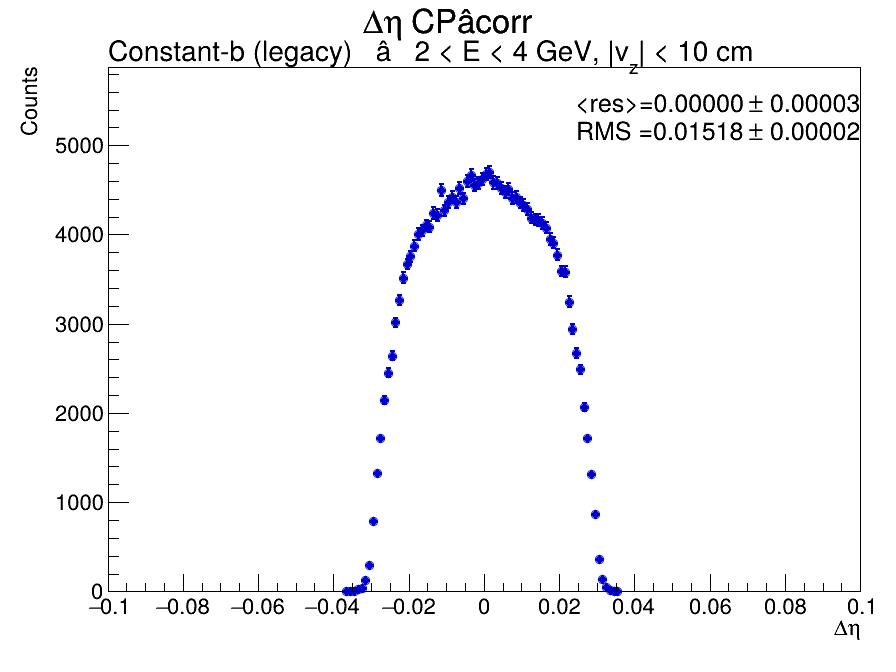 Δη CPâcorr
Constant-b (legacy) â 2 < E < 4 GeV, |v_z| < 10 cm
<res>=0.00000 ± 0.00003
RMS =0.01518 ± 0.00002
Counts
5000
4000
3000
2000
1000
0
−0.1 −0.08 −0.06 −0.04 −0.02 0 0.02 0.04 0.06 0.08 0.1
Δη